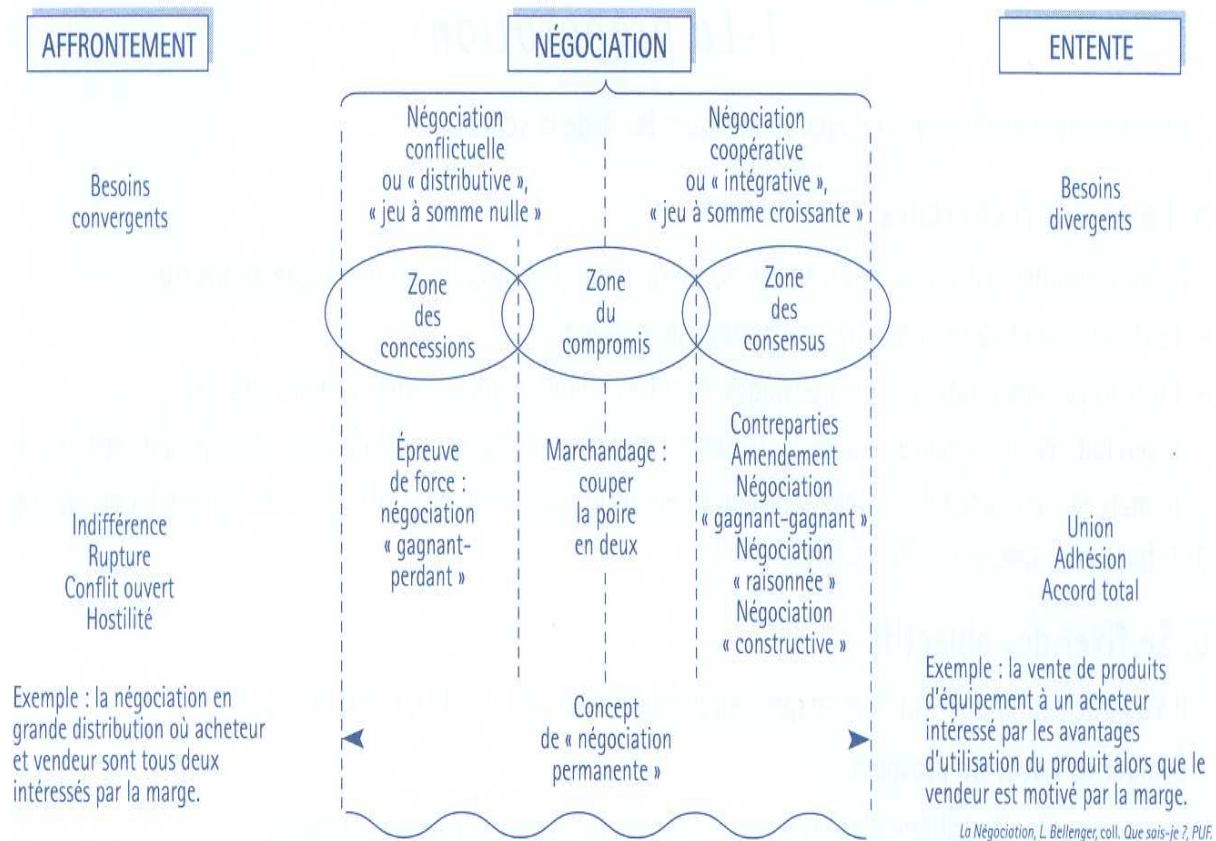 AFFRONTEMENT
NÉGOCIATION
ENTENTE
Besoins
convergents
Négociation
conflictuelle
ou « distributive »,
« jeu à somme nulle »
Négociation
coopérative
ou « intégrative »,
« jeu à somme croissante »
Besoins
divergents
Zone
des
concessions
Zone
du
compromis
Zone
des
consensus
Indifférence
Rupture
Conflit ouvert
Hostilité
Épreuve
de force :
négociation
« gagnant-
perdant »
Marchandage :
couper
la poire
en deux
Contreparties
Amendement
Négociation
« gagnant-gagnant »
Négociation
« raisonnée »
Négociation
« constructive »
Union
Adhésion
Accord total
Exemple : la négociation en
grande distribution où acheteur
et vendeur sont tous deux
intéressés par la marge.
Concept
de « négociation
permanente »
Exemple : la vente de produits
d'équipement à un acheteur
intéressé par les avantages
d'utilisation du produit alors que le
vendeur est motivé par la marge.
La Négociation, L. Bellenger, coll. Que sais-je ?, PUF.